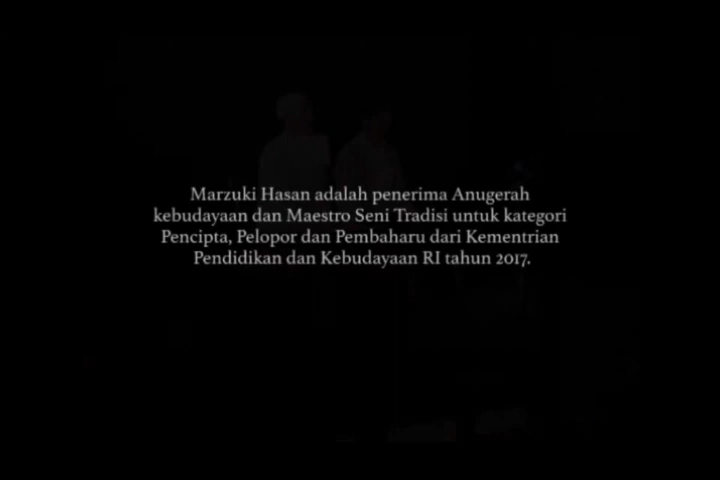 Marzuki Hasan adalah penerima Anugerah
kebudayaan dan Maestro Seni Tradisi untuk kategori
Pencipta, Pelopor dan Pembaharu dari Kementrian
Pendidikan dan Kebudayaan RI tahun 2017.